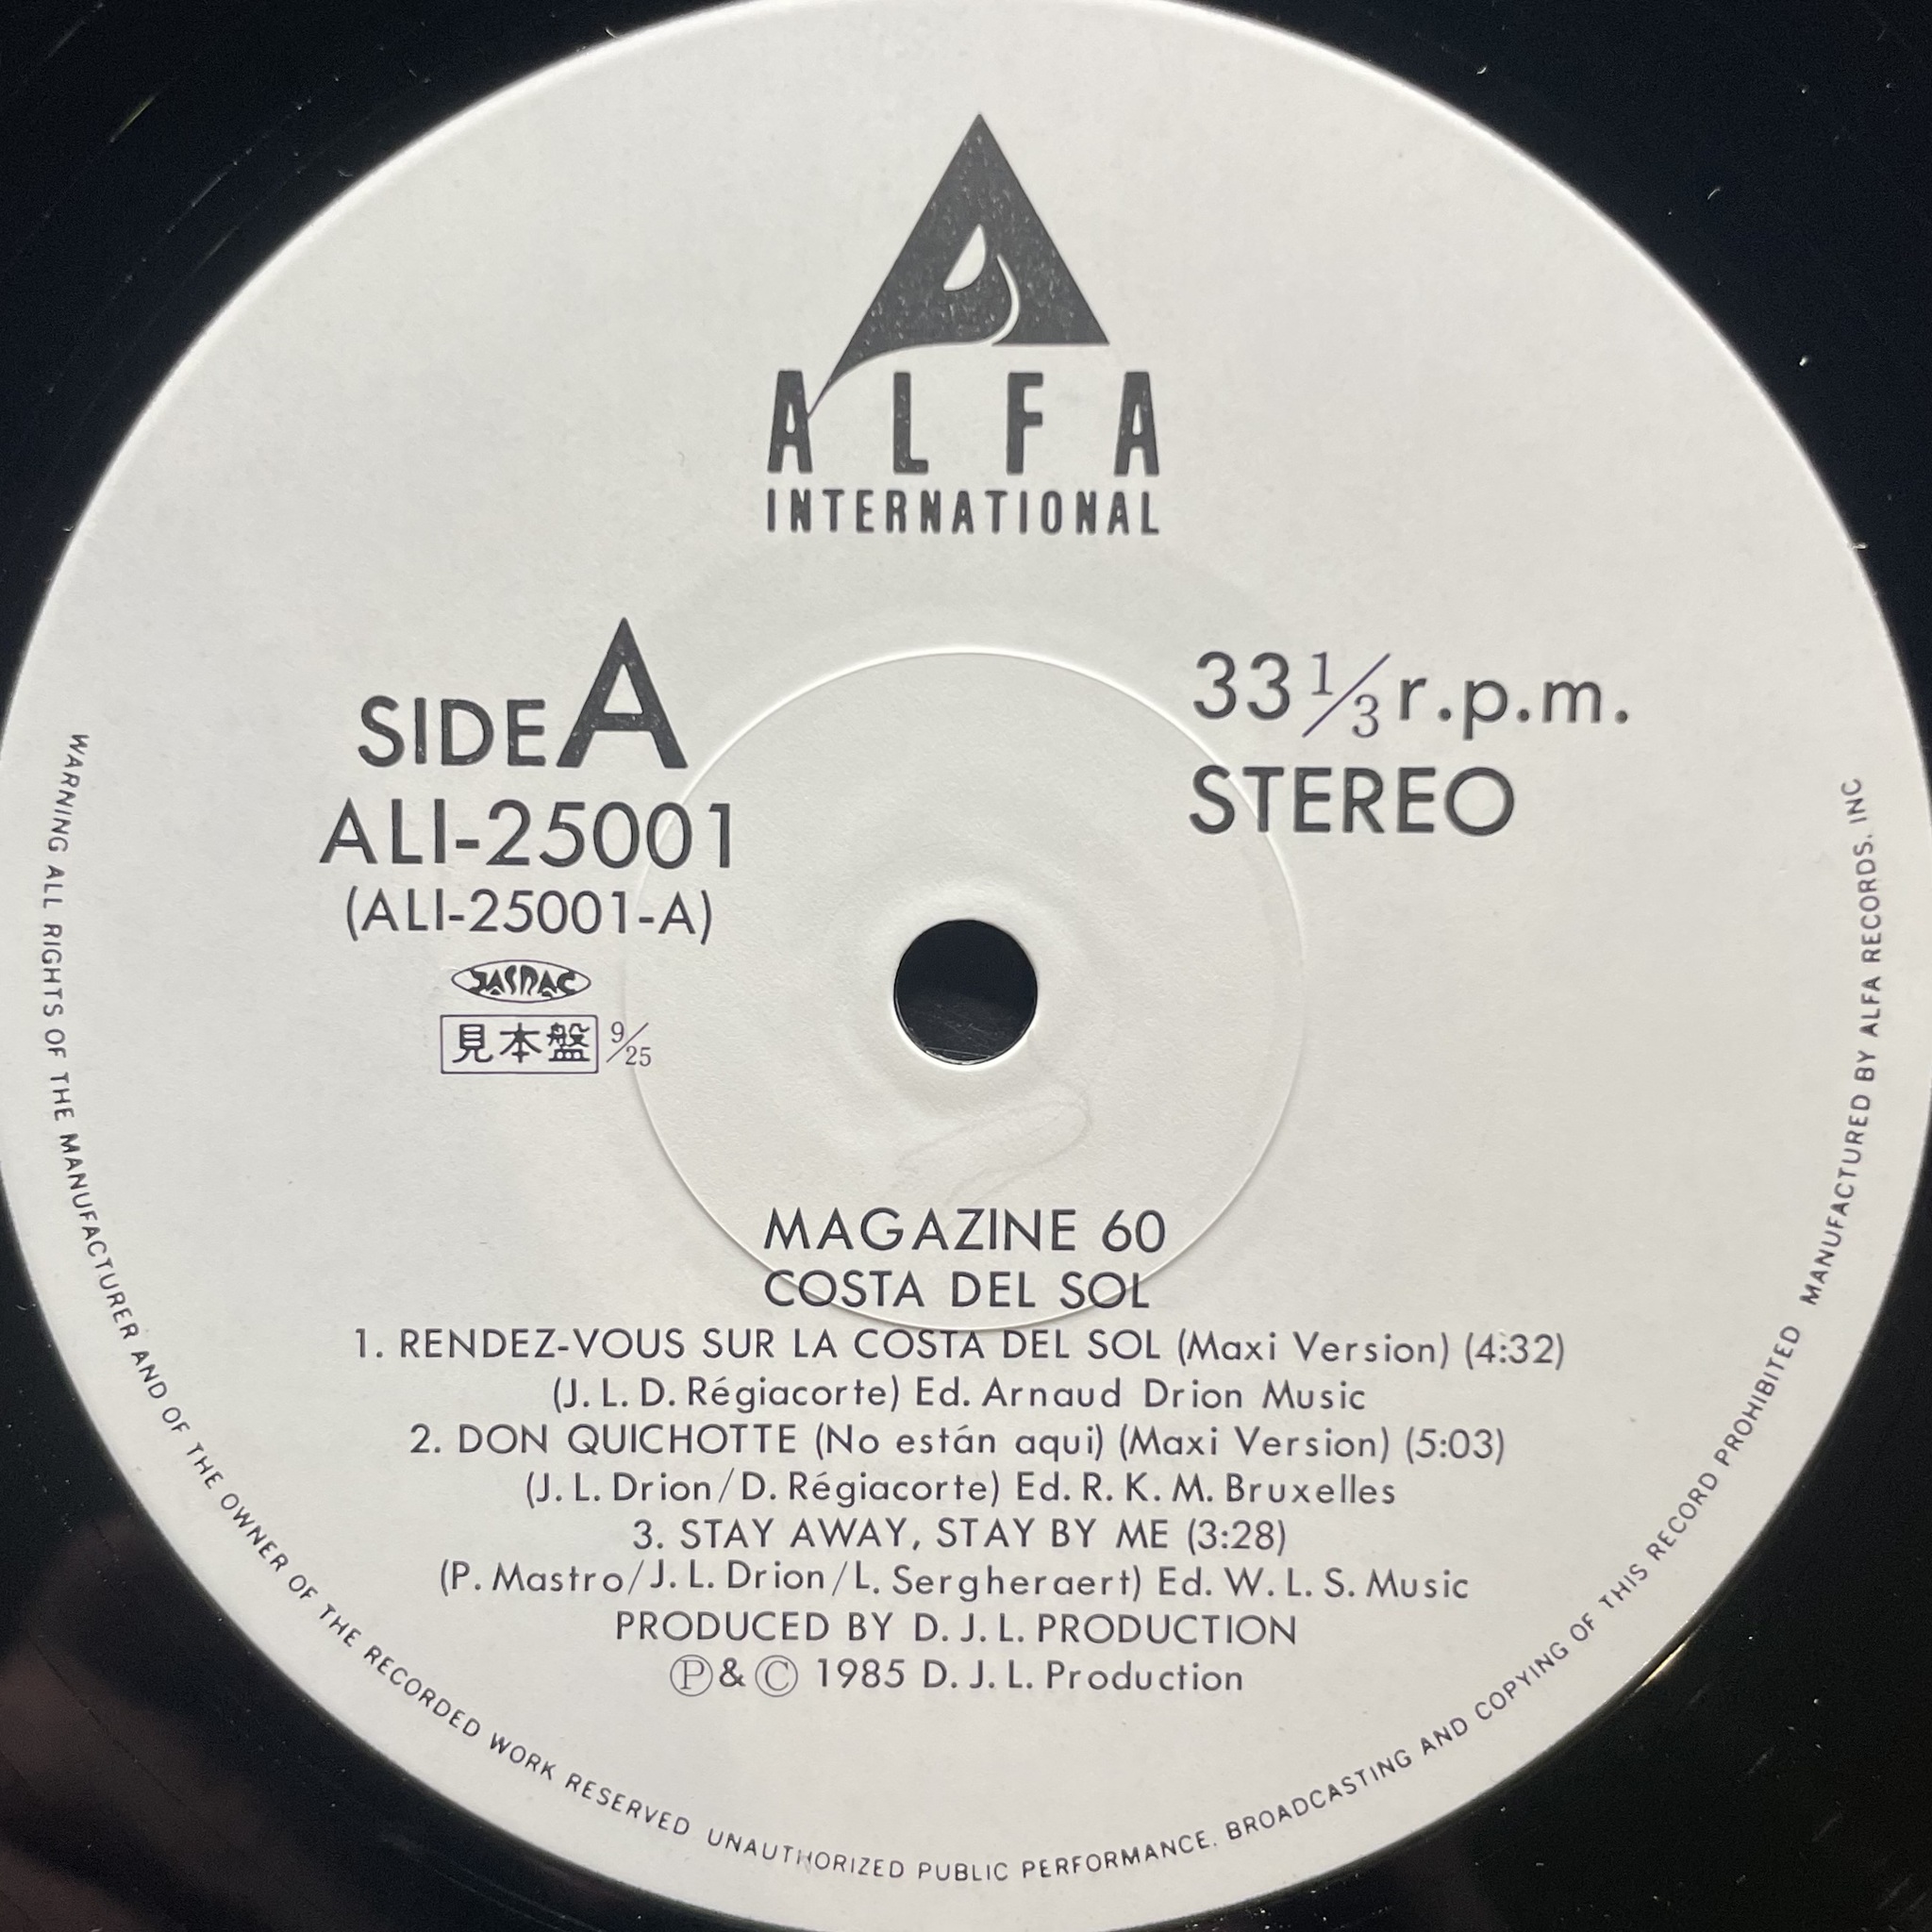 ALFA
INTERNATIONAL
SIDE A
ALI-25001
(ALI-25001-A)
JASRAC
見本盤 9/25
33 1/3 r.p.m.
STEREO
MAGAZINE 60
COSTA DEL SOL
1. RENDEZ-VOUS SUR LA COSTA DEL SOL (Maxi Version) (4:32)
(J. L. D. Régiacorte) Ed. Arnaud Drion Music
2. DON QUICHOTTE (No están aqui) (Maxi Version) (5:03)
(J. L. Drion/D. Régiacorte) Ed. R. K. M. Bruxelles
3. STAY AWAY, STAY BY ME (3:28)
(P. Mastro/J. L. Drion/L. Sergheraert) Ed. W. L. S. Music
PRODUCED BY D. J. L. PRODUCTION
Ⓟ&Ⓒ 1985 D. J. L. Production
WARNING ALL RIGHTS OF THE MANUFACTURER AND OF THE OWNER OF THE RECORDED WORK RESERVED UNAUTHORIZED PUBLIC PERFORMANCE. BROADCASTING AND COPYING OF THIS RECORD PROHIBITED MANUFACTURED BY ALFA RECORDS. INC